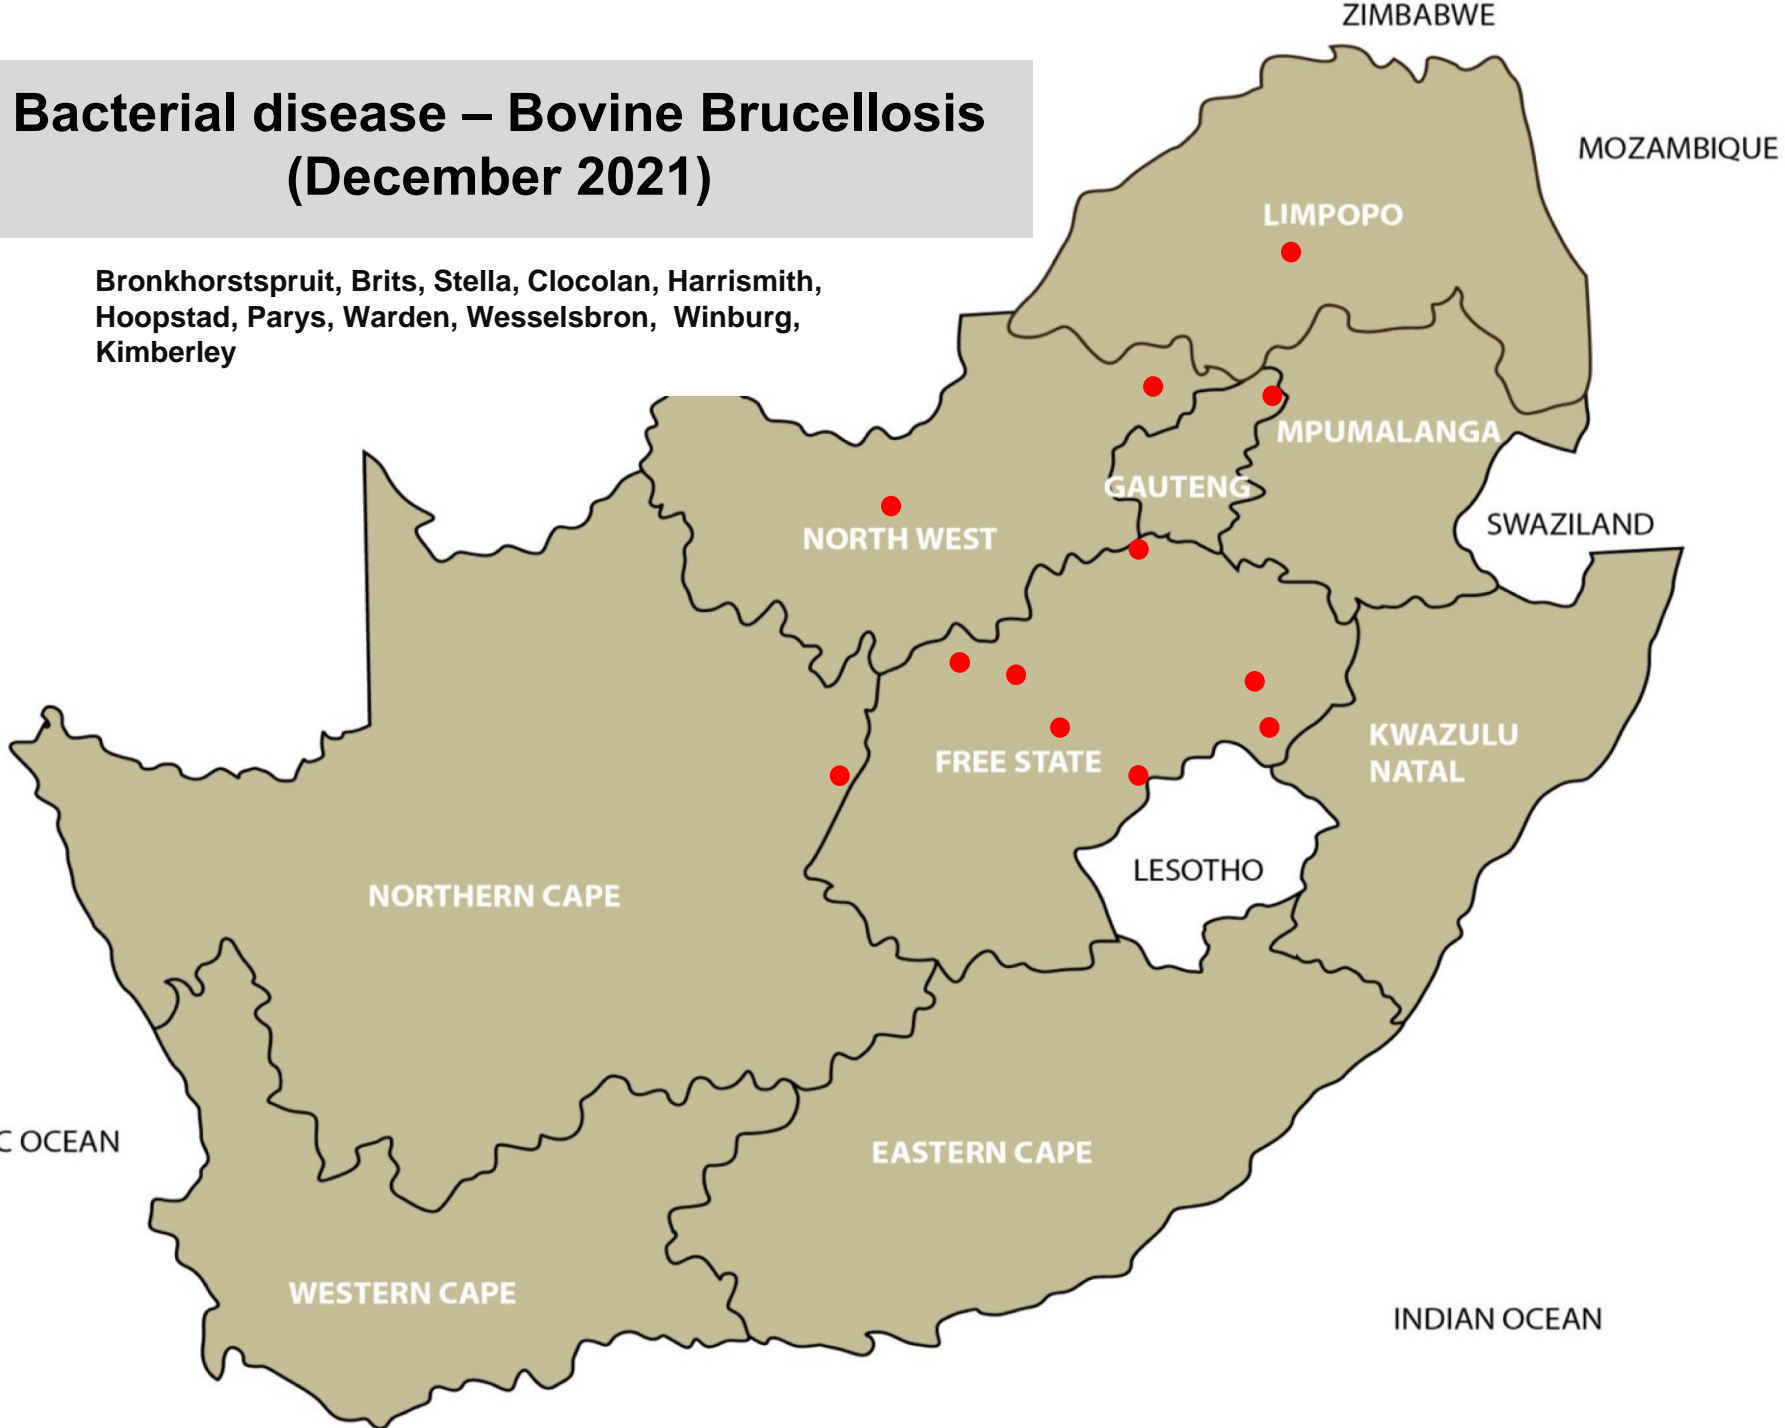 ZIMBABWE
Bacterial disease – Bovine Brucellosis
(December 2021)
MOZAMBIQUE
LIMPOPO
Bronkhorstspruit, Brits, Stella, Clocolan, Harrismith,
Hoopstad, Parys, Warden, Wesselsbron, Winburg,
Kimberley
MPUMALANGA
GAUTENG
SWAZILAND
NORTH WEST
KWAZULU
NATAL
FREE STATE
LESOTHO
NORTHERN CAPE
C OCEAN
EASTERN CAPE
WESTERN CAPE
INDIAN OCEAN